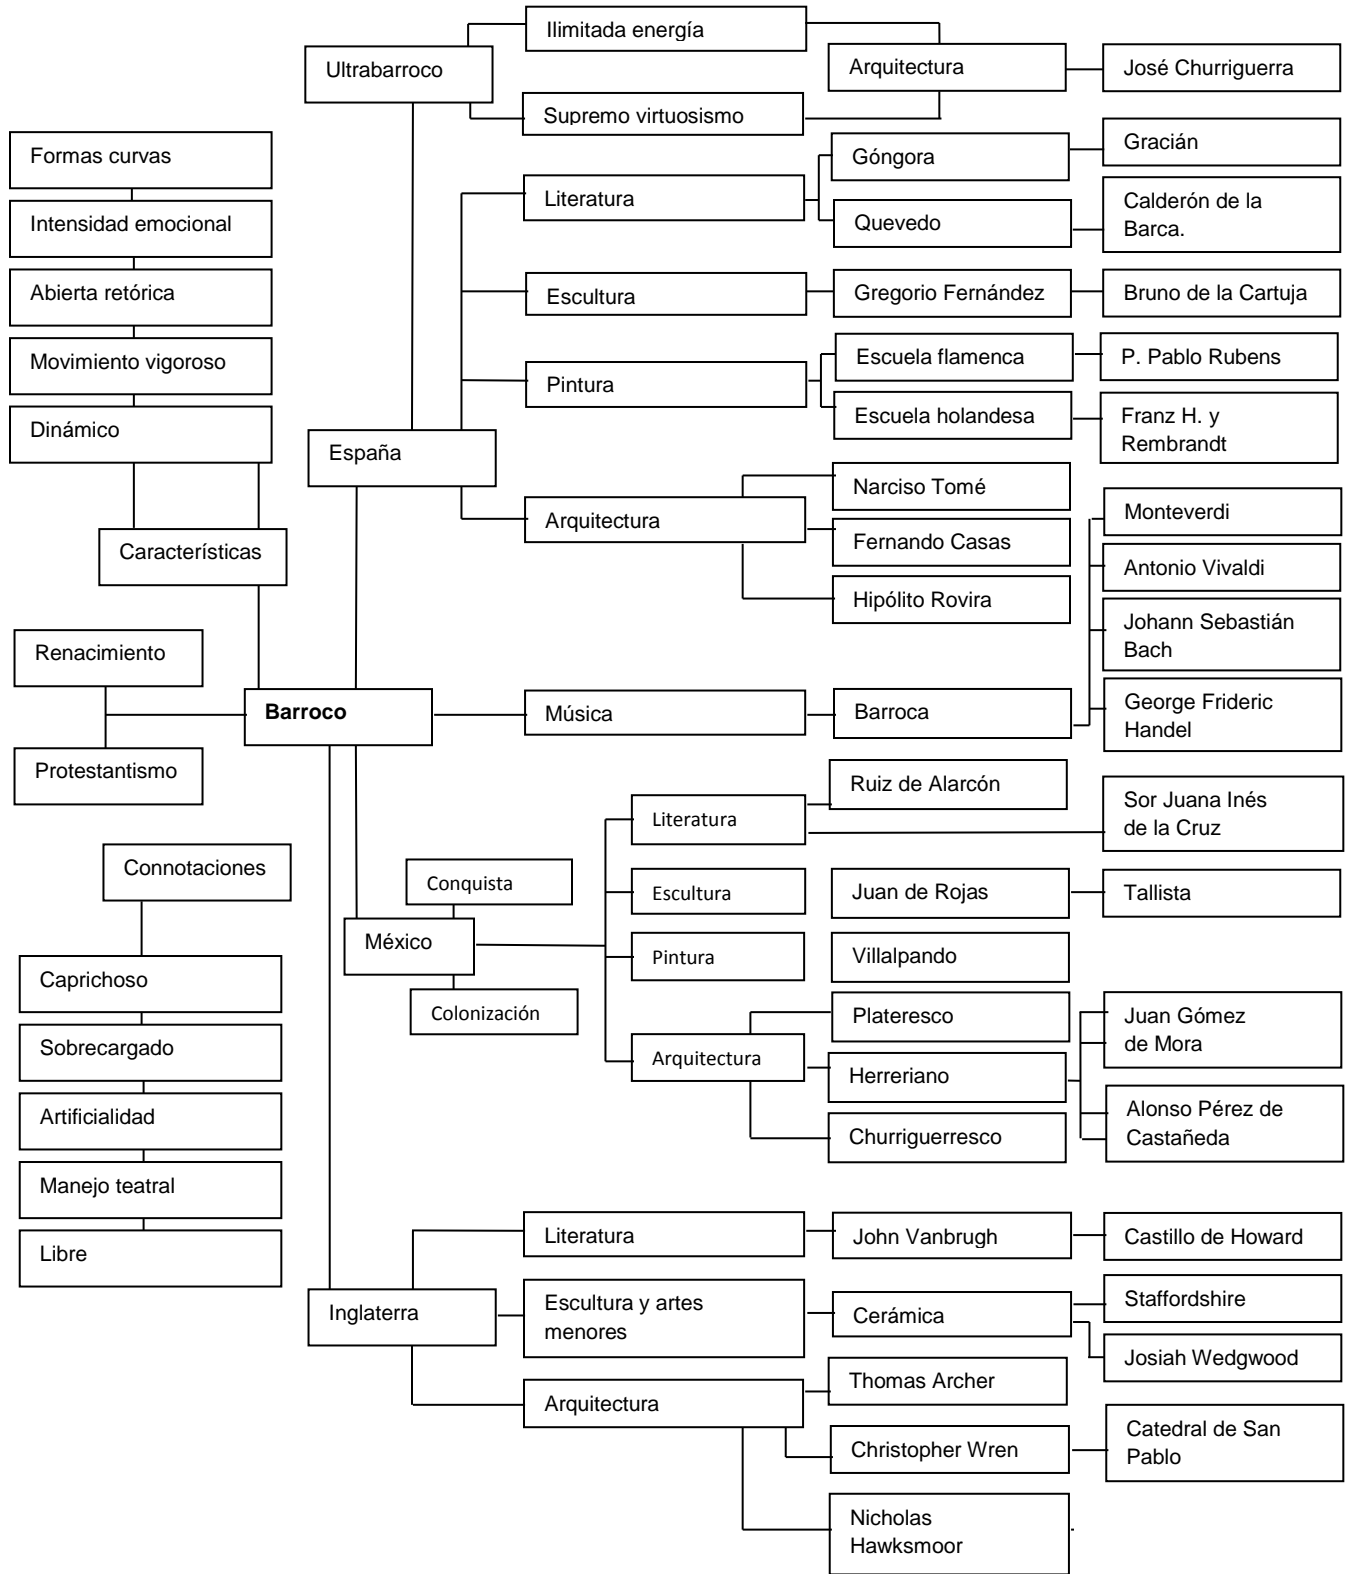 Ilimitada energía
Ultrabarroco
Arquitectura
José Churriguerra
Supremo virtuosismo
Formas curvas
Intensidad emocional
Abierta retórica
Movimiento vigoroso
Dinámico
Características
Literatura
Góngora
Gracián
Quevedo
Calderón de la
Barca.
Escultura
Gregorio Fernández
Bruno de la Cartuja
Pintura
Escuela flamenca
P. Pablo Rubens
Escuela holandesa
Franz H. y
Rembrandt
España
Arquitectura
Narciso Tomé
Fernando Casas
Hipólito Rovira
Monteverdi
Antonio Vivaldi
Johann Sebastián
Bach
George Frideric
Handel
Renacimiento
Barroco
Música
Barroca
Protestantismo
Connotaciones
Caprichoso
Sobrecargado
Artificialidad
Manejo teatral
Libre
Conquista
México
Colonización
Literatura
Ruiz de Alarcón
Sor Juana Inés
de la Cruz
Escultura
Juan de Rojas
Tallista
Pintura
Villalpando
Arquitectura
Plateresco
Herreriano
Churriguerresco
Juan Gómez
de Mora
Alonso Pérez de
Castañeda
Inglaterra
Literatura
John Vanbrugh
Castillo de Howard
Escultura y artes
menores
Cerámica
Staffordshire
Josiah Wedgwood
Arquitectura
Thomas Archer
Christopher Wren
Catedral de San
Pablo
Nicholas
Hawksmoor